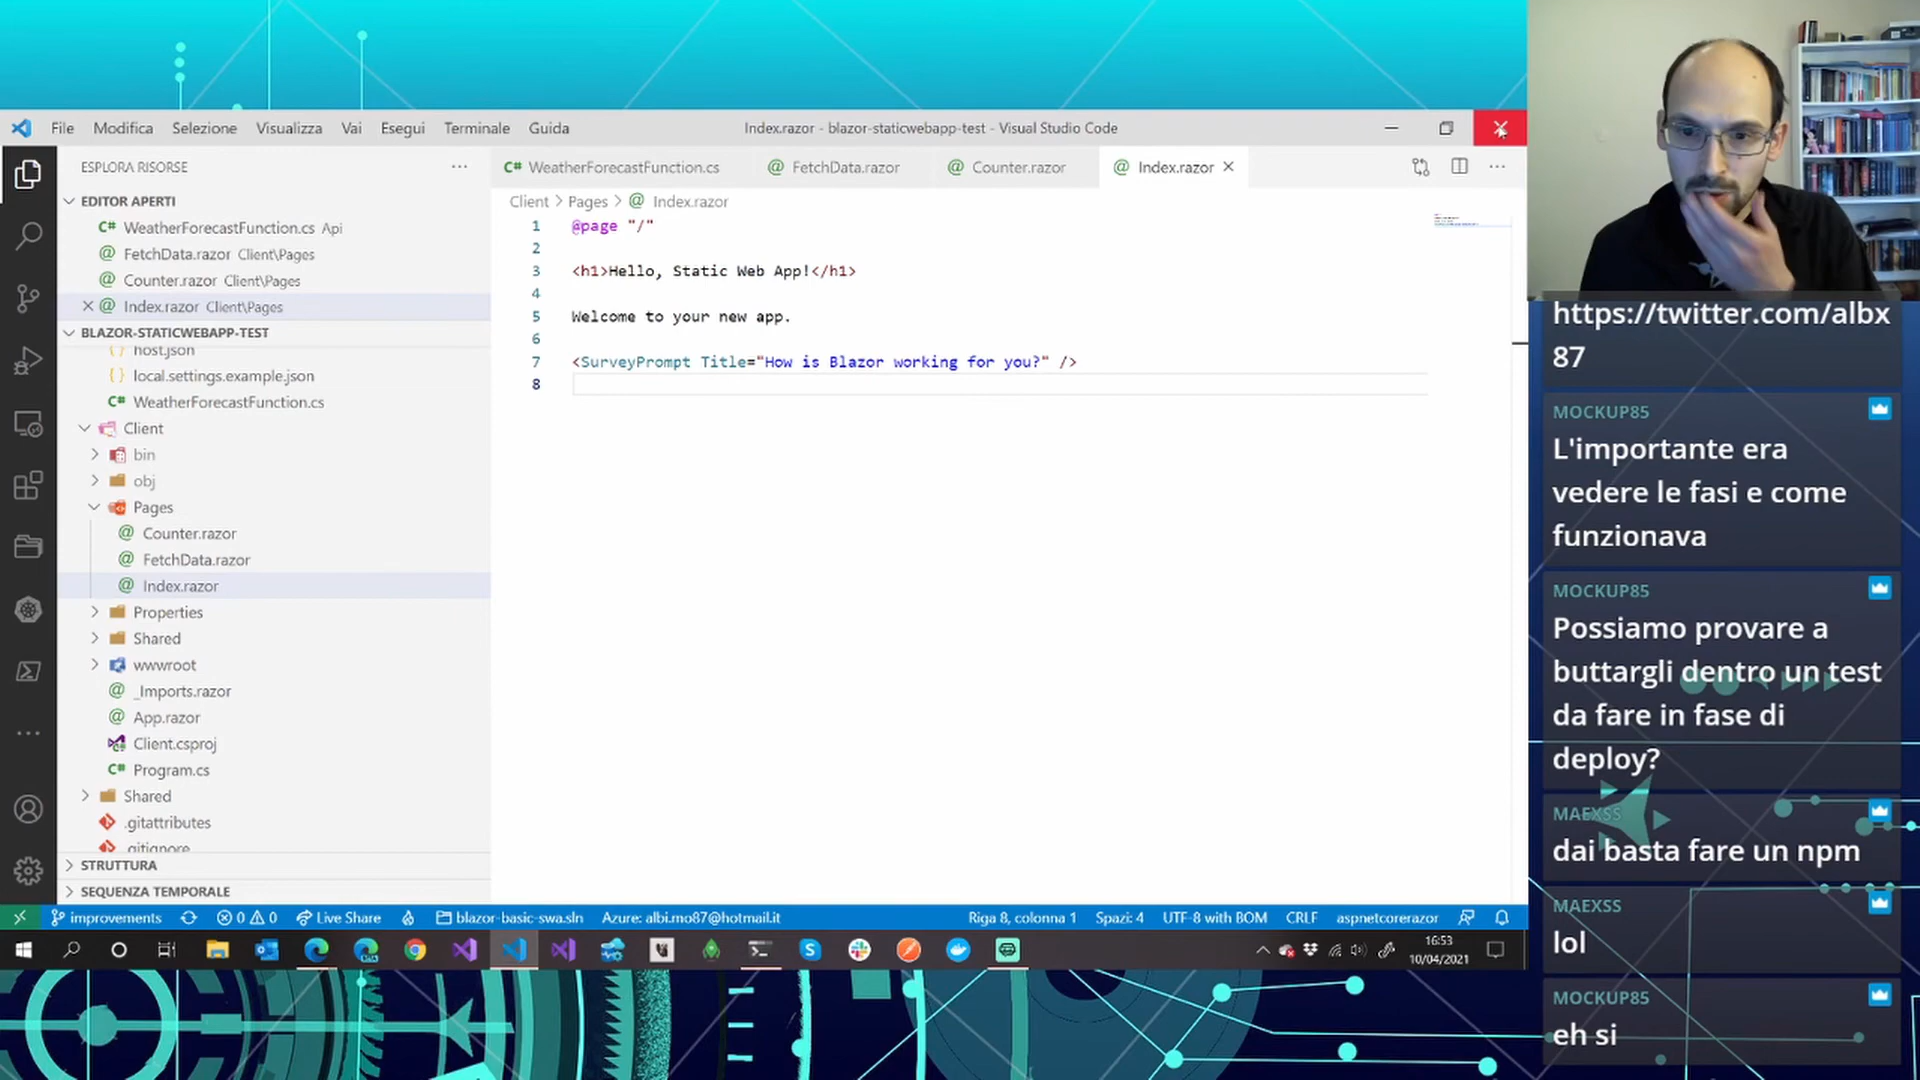 File Modifica Selezione Visualizza Vai Esegui Terminale Guida
Index.razor - blazor-staticwebapp-test - Visual Studio Code
ESPLORA RISORSE
EDITOR APERTI
WeatherForecastFunction.cs Api
FetchData.razor Client\Pages
Counter.razor Client\Pages
Index.razor Client\Pages
BLAZOR-STATICWEBAPP-TEST
host.json
local.settings.example.json
WeatherForecastFunction.cs
Client
bin
obj
Pages
Counter.razor
FetchData.razor
Index.razor
Properties
Shared
wwwroot
_Imports.razor
App.razor
Client.csproj
Program.cs
Shared
.gitattributes
.gitignore
STRUTTURA
SEQUENZA TEMPORALE
WeatherForecastFunction.cs FetchData.razor Counter.razor Index.razor
Client > Pages > Index.razor
1 @page "/"
2
3 <h1>Hello, Static Web App!</h1>
4
5 Welcome to your new app.
6
7 <SurveyPrompt Title="How is Blazor working for you?" />
8
improvements 0 0 Live Share blazor-basic-swa.sln Azure: albi.mo87@hotmail.it Riga 8, colonna 1 Spazi: 4 UTF-8 with BOM CRLF aspnetcorerazor
16:53
10/04/2021
https://twitter.com/albx
87
MOCKUP85
L'importante era
vedere le fasi e come
funzionava
MOCKUP85
Possiamo provare a
buttargli dentro un test
da fare in fase di
deploy?
MAEXSS
dai basta fare un npm
MAEXSS
lol
MOCKUP85
eh si